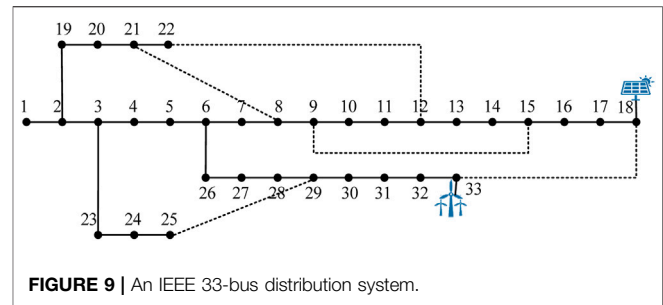 19 20 21 22
1 2 3 4 5 6 7 8 9 10 11 12 13 14 15 16 17 18
26 27 28 29 30 31 32 33
23 24 25
FIGURE 9 | An IEEE 33-bus distribution system.